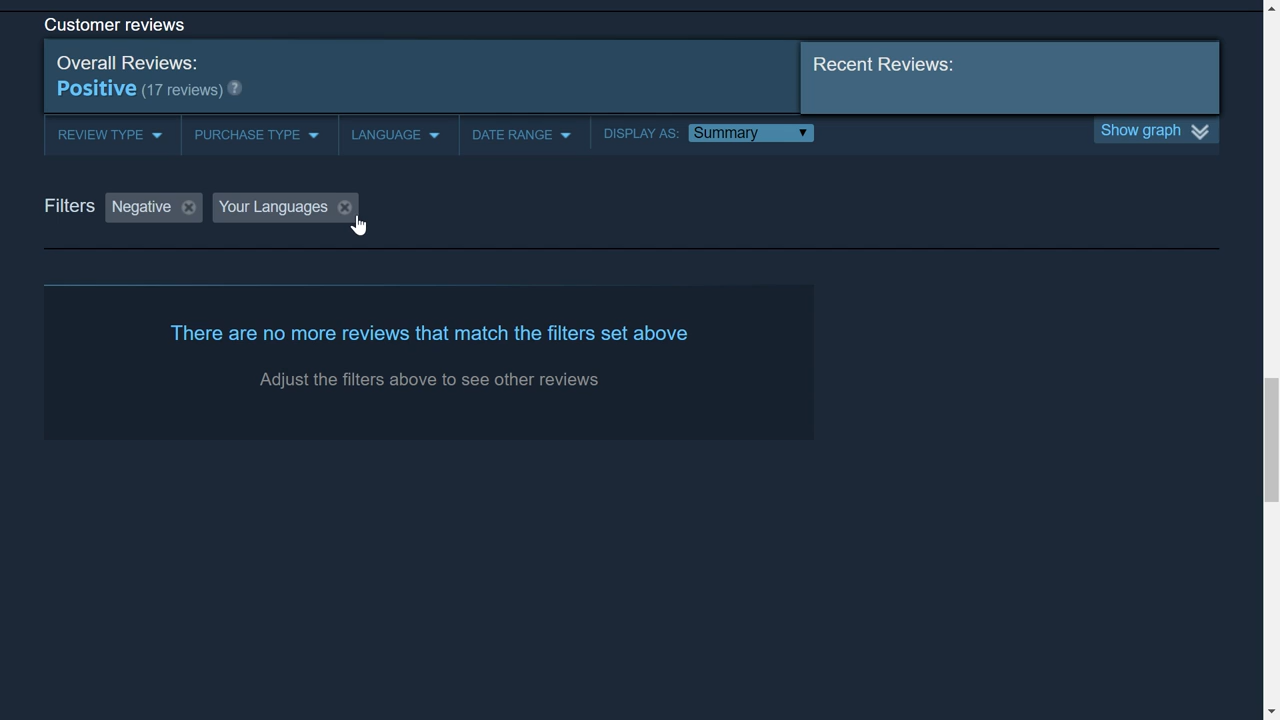 Customer reviews
Overall Reviews:
Positive (17 reviews) ?
Recent Reviews:
REVIEW TYPE PURCHASE TYPE LANGUAGE DATE RANGE DISPLAY AS: Summary
Show graph
Filters Negative Your Languages
There are no more reviews that match the filters set above
Adjust the filters above to see other reviews